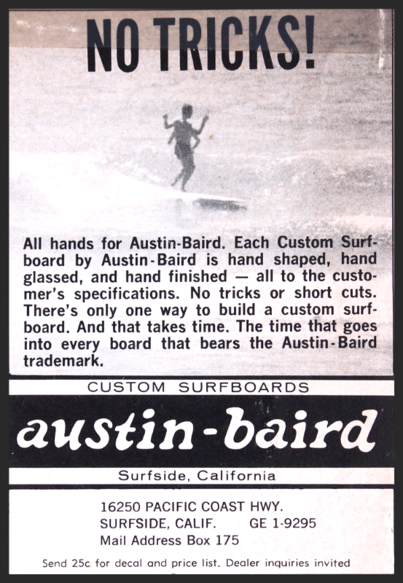 NO TRICKS!
All hands for Austin-Baird. Each Custom Surf-
board by Austin-Baird is hand shaped, hand
glassed, and hand finished — all to the custo-
mer's specifications. No tricks or short cuts.
There's only one way to build a custom surf-
board. And that takes time. The time that goes
into every board that bears the Austin-Baird
trademark.
CUSTOM SURFBOARDS
austin-baird
Surfside, California
16250 PACIFIC COAST HWY.
SURFSIDE, CALIF. GE 1-9295
Mail Address Box 175
Send 25c for decal and price list. Dealer inquiries invited